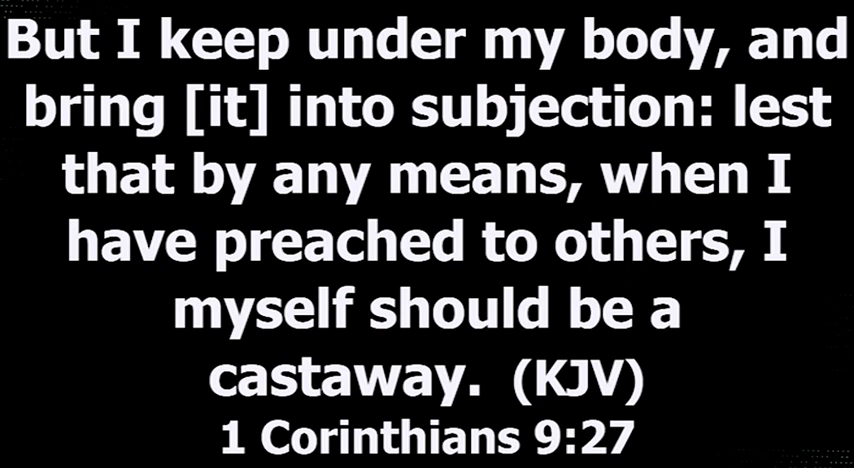 But I keep under my body, and
bring [it] into subjection: lest
that by any means, when I
have preached to others, I
myself should be a
castaway. (KJV)
1 Corinthians 9:27